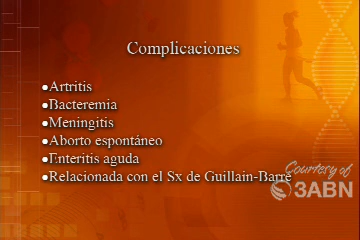 Complicaciones
•Artritis
•Bacteremia
•Meningitis
•Aborto espontáneo
•Enteritis aguda
•Relacionada con el Sx de Guillain-Barré
Courtesy of
3ABN